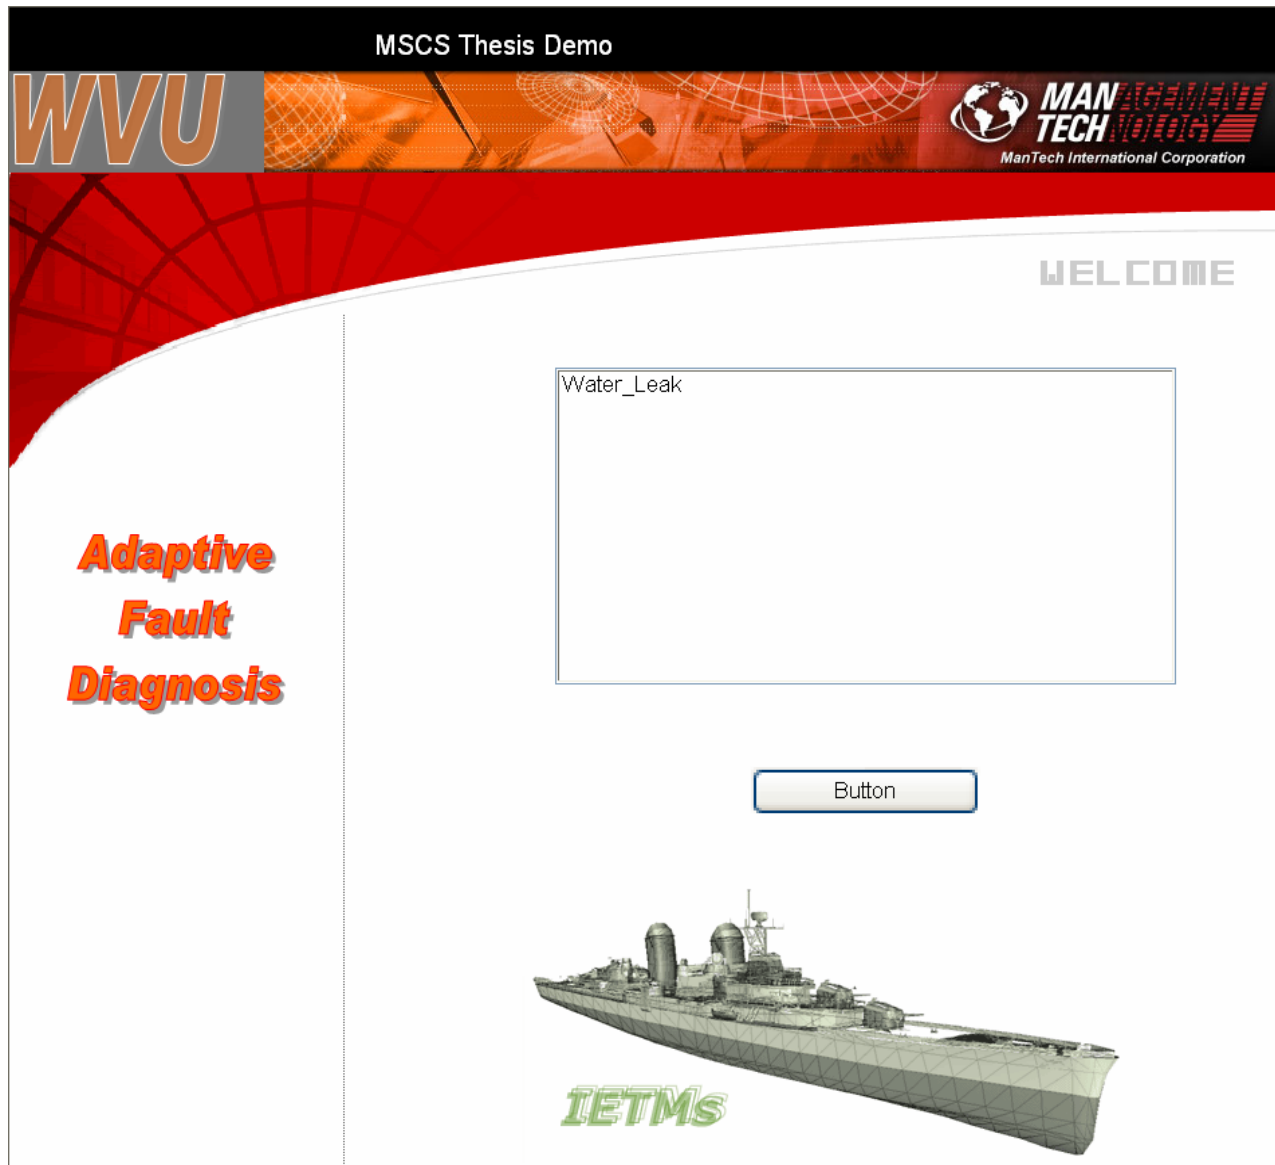 MSCS Thesis Demo
WVU
MANAGEMENT
TECHNOLOGY
ManTech International Corporation
WELCOME
Water_Leak
Adaptive
Fault
Diagnosis
Button
IETMs